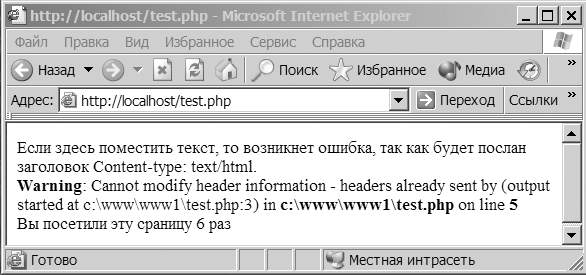 http://localhost/test.php - Microsoft Internet Explorer
Файл Правка Вид Избранное Сервис Справка
Назад Поиск Избранное Медиа »
Адрес: http://localhost/test.php Переход Ссылки »
Если здесь поместить текст, то возникнет ошибка, так как будет послан
заголовок Content-type: text/html.
Warning: Cannot modify header information - headers already sent by (output
started at c:\www\www1\test.php:3) in c:\www\www1\test.php on line 5
Вы посетили эту сраницу 6 раз
Готово Местная интрасеть